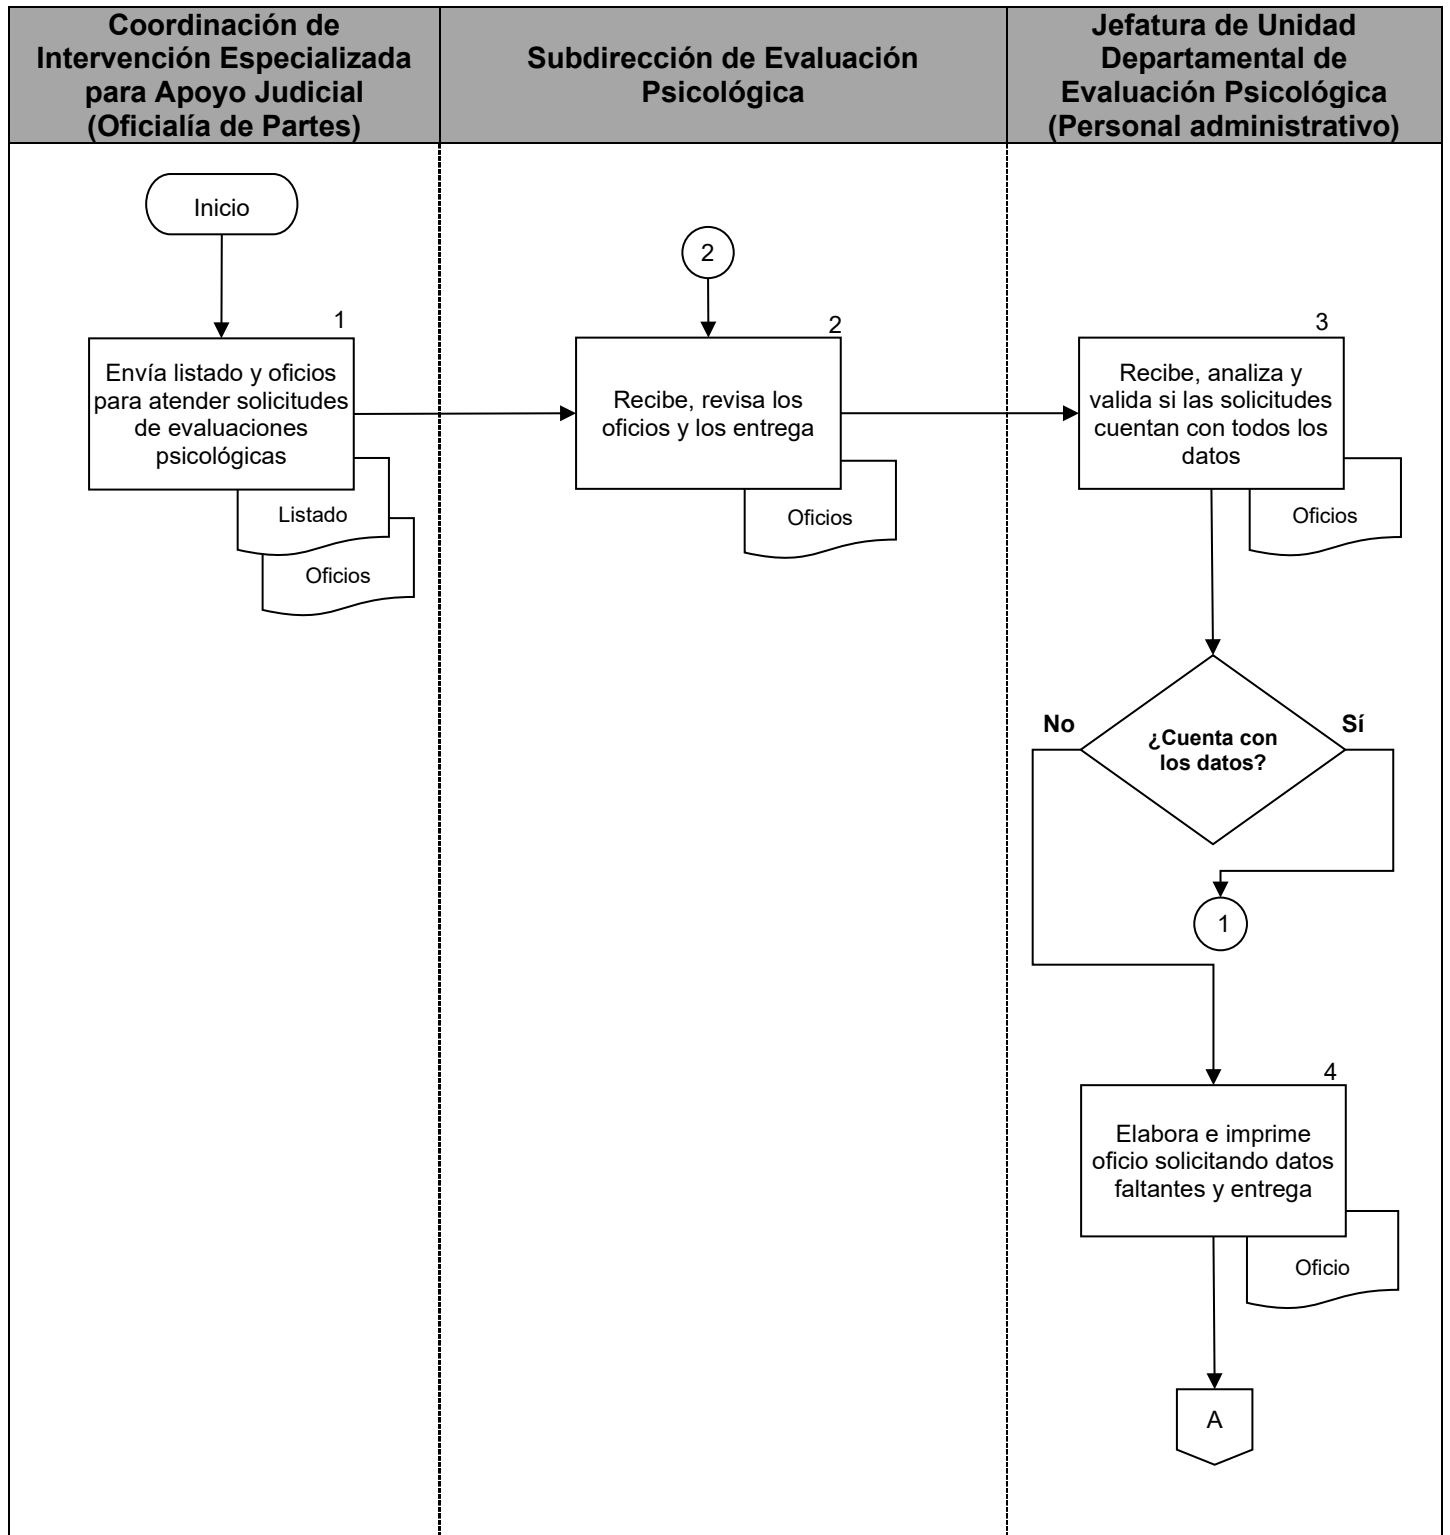 Coordinación de
Intervención Especializada
para Apoyo Judicial
(Oficialía de Partes)
Subdirección de Evaluación
Psicológica
Jefatura de Unidad
Departamental de
Evaluación Psicológica
(Personal administrativo)
Inicio
2
1
Envía listado y oficios
para atender solicitudes
de evaluaciones
psicológicas
Listado
Oficios
2
Recibe, revisa los
oficios y los entrega
Oficios
3
Recibe, analiza y
valida si las solicitudes
cuentan con todos los
datos
Oficios
No
Sí
¿Cuenta con
los datos?
1
4
Elabora e imprime
oficio solicitando datos
faltantes y entrega
Oficio
A